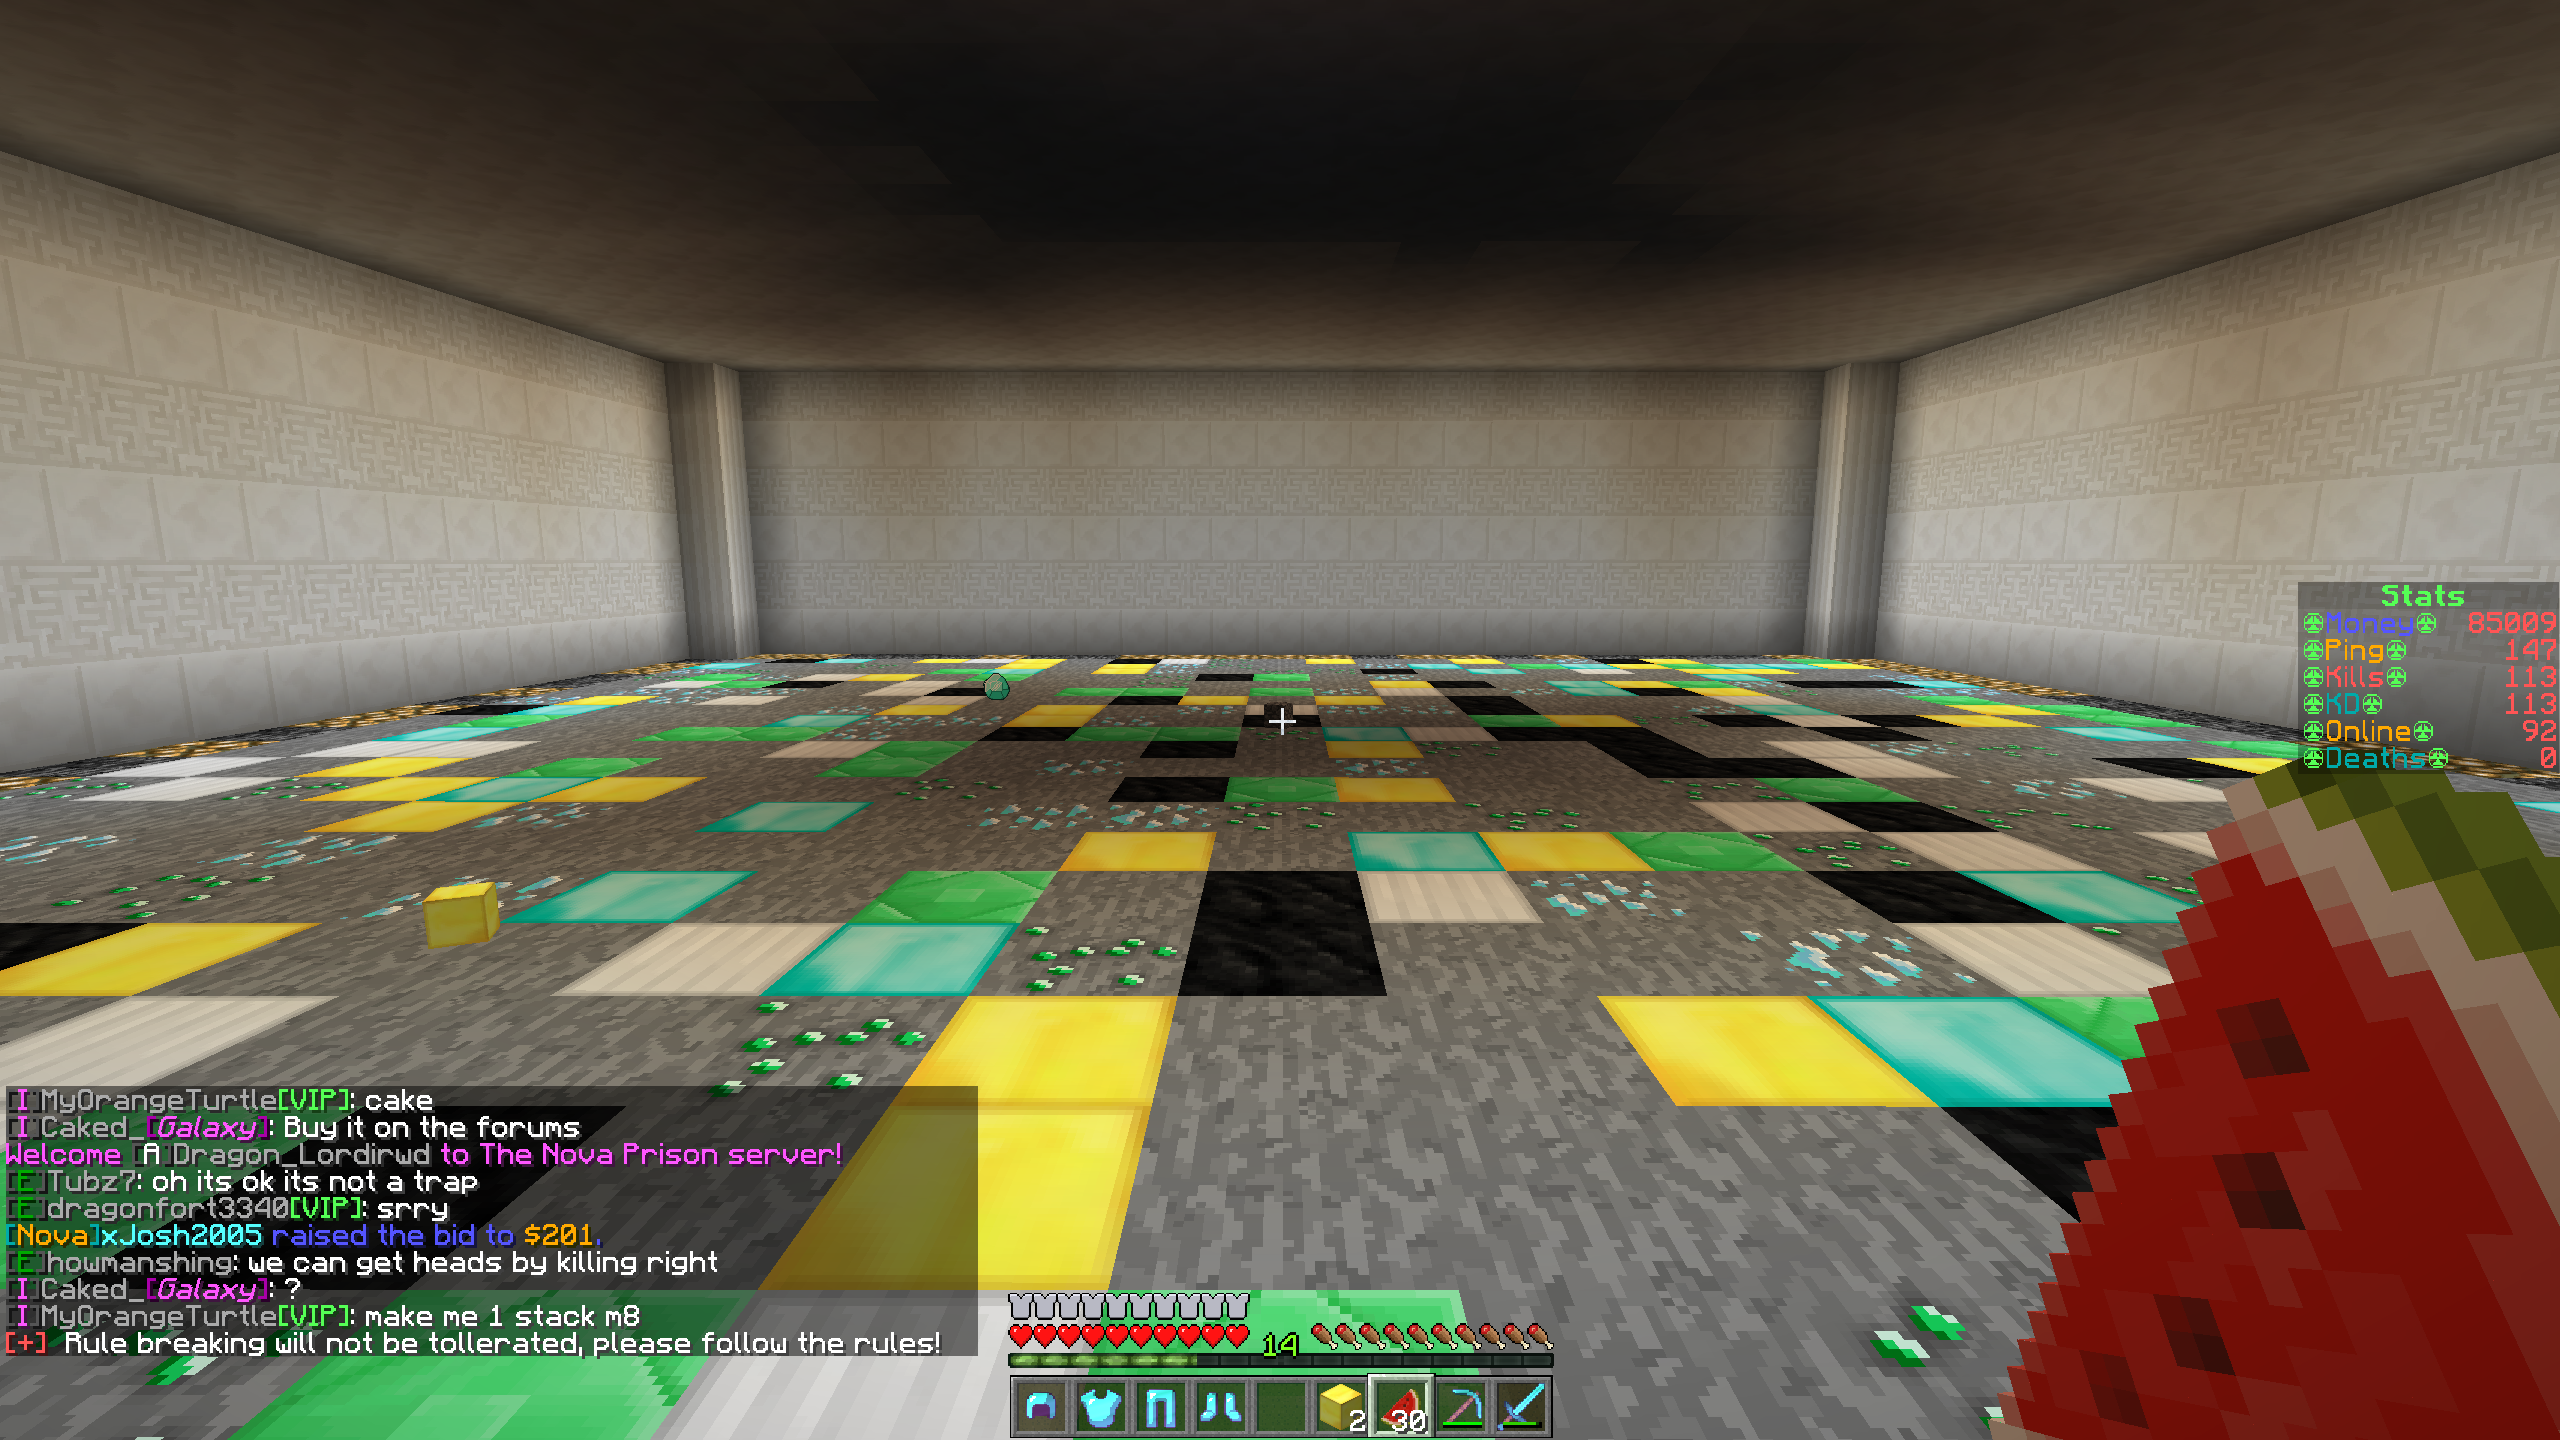 Stats
Money 85009
Ping 147
Kills 113
KD 113
Online 92
Deaths 0
[I]MyOrangeTurtle[VIP]: cake
[I]Caked_[Galaxy]: Buy it on the forums
Welcome [A]Dragon_Lordirwd to The Nova Prison server!
[E]Tubz7: oh its ok its not a trap
[E]dragonfort3340[VIP]: srry
[Nova]xJosh2005 raised the bid to $201.
[E]howmanshing: we can get heads by killing right
[I]Caked_[Galaxy]: ?
[I]MyOrangeTurtle[VIP]: make me 1 stack m8
[+] Rule breaking will not be tollerated, please follow the rules!
14
2 30